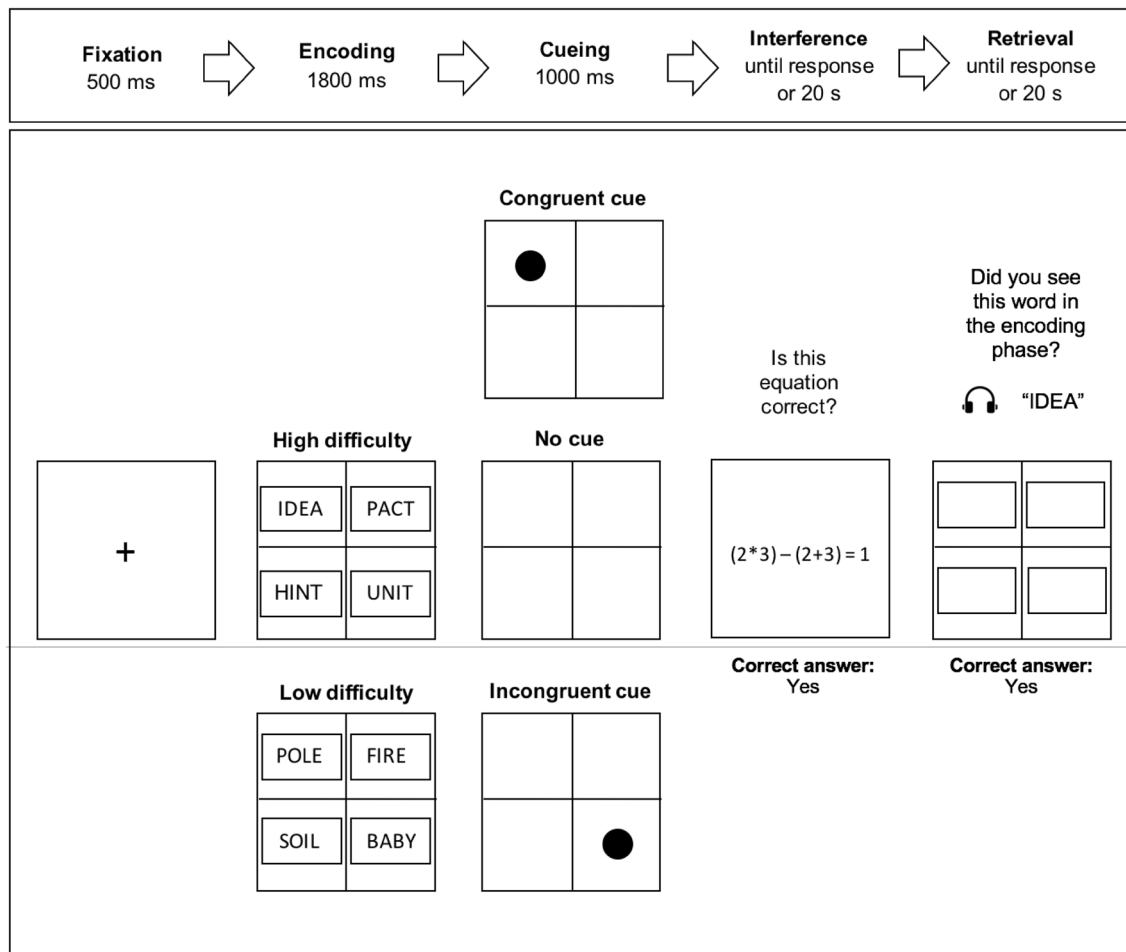 Fixation
500 ms
Encoding
1800 ms
Cueing
1000 ms
Interference
until response
or 20 s
Retrieval
until response
or 20 s
Congruent cue
Did you see
this word in
the encoding
phase?
“IDEA”
Is this
equation
correct?
High difficulty
No cue
+
IDEA PACT
HINT UNIT
(2*3) – (2+3) = 1
Correct answer:
Yes
Correct answer:
Yes
Low difficulty
Incongruent cue
POLE FIRE
SOIL BABY